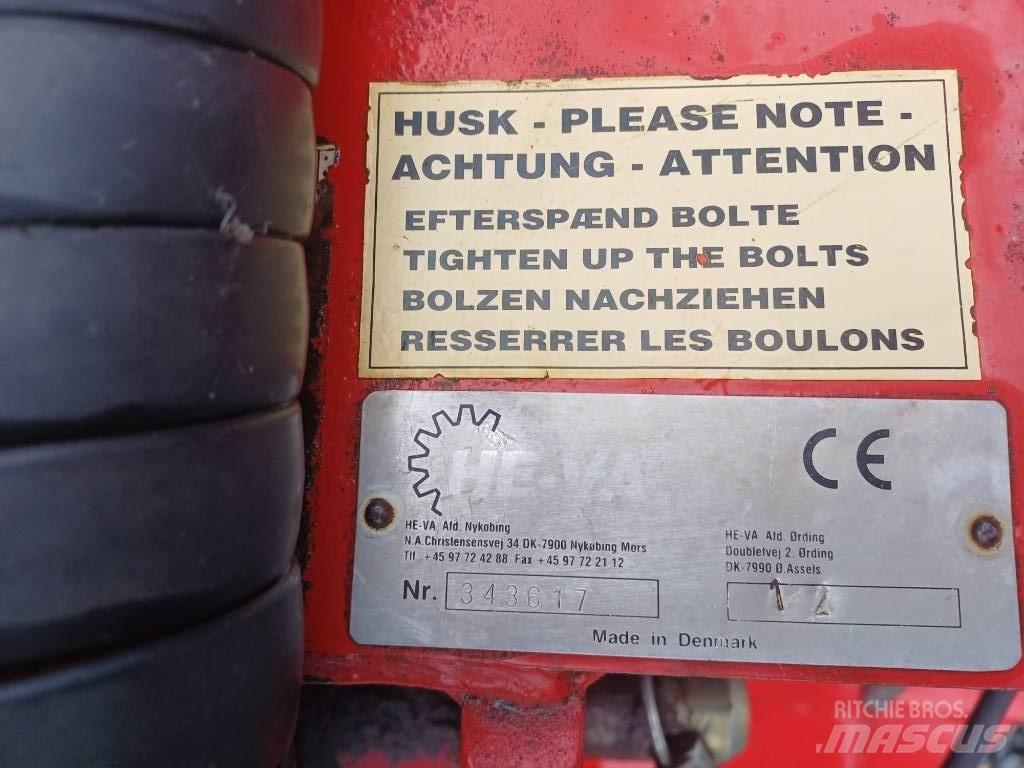 HUSK - PLEASE NOTE -
ACHTUNG - ATTENTION
EFTERSPÆND BOLTE
TIGHTEN UP THE BOLTS
BOLZEN NACHZIEHEN
RESSERRER LES BOULONS
HE-VA
CE
HE-VA Afd. Nykøbing
N.A.Christensensvej 34 DK-7900 Nykøbing Mors
Tlf. +45 97 72 42 88 Fax +45 97 72 21 12
HE-VA Afd. Ørding
Doubletvej 2. Ørding
DK-7990 Ø.Assels
Nr. 343617
12
Made in Denmark
RITCHIE BROS.
MASCUS